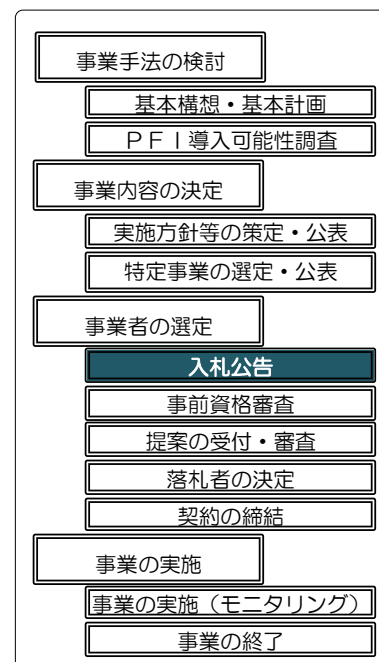 事業手法の検討
基本構想・基本計画
ＰＦＩ導入可能性調査
事業内容の決定
実施方針等の策定・公表
特定事業の選定・公表
事業者の選定
入札公告
事前資格審査
提案の受付・審査
落札者の決定
契約の締結
事業の実施
事業の実施（モニタリング）
事業の終了